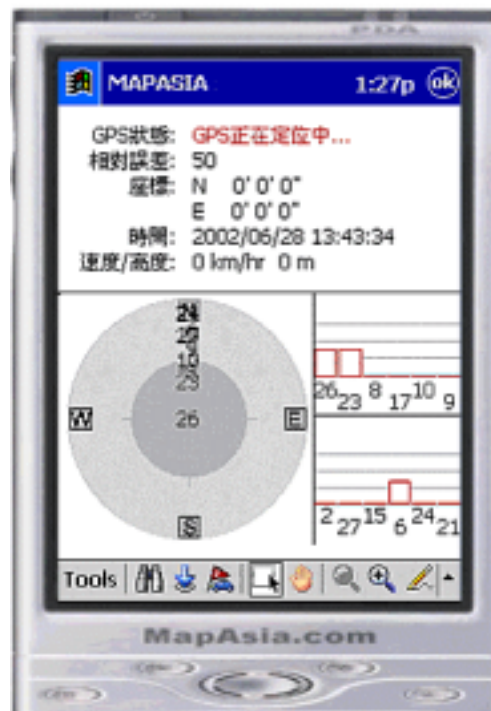 PDA
MAPASIA 1:27p ok
GPS狀態: GPS正在定位中...
相對誤差: 50
座標: N 0' 0' 0"
E 0' 0' 0"
時間: 2002/06/28 13:43:34
速度/高度: 0 km/hr 0 m
23
W 26 E
S
26 23 8 17 10 9
2 27 15 6 24 21
Tools
MapAsia.com